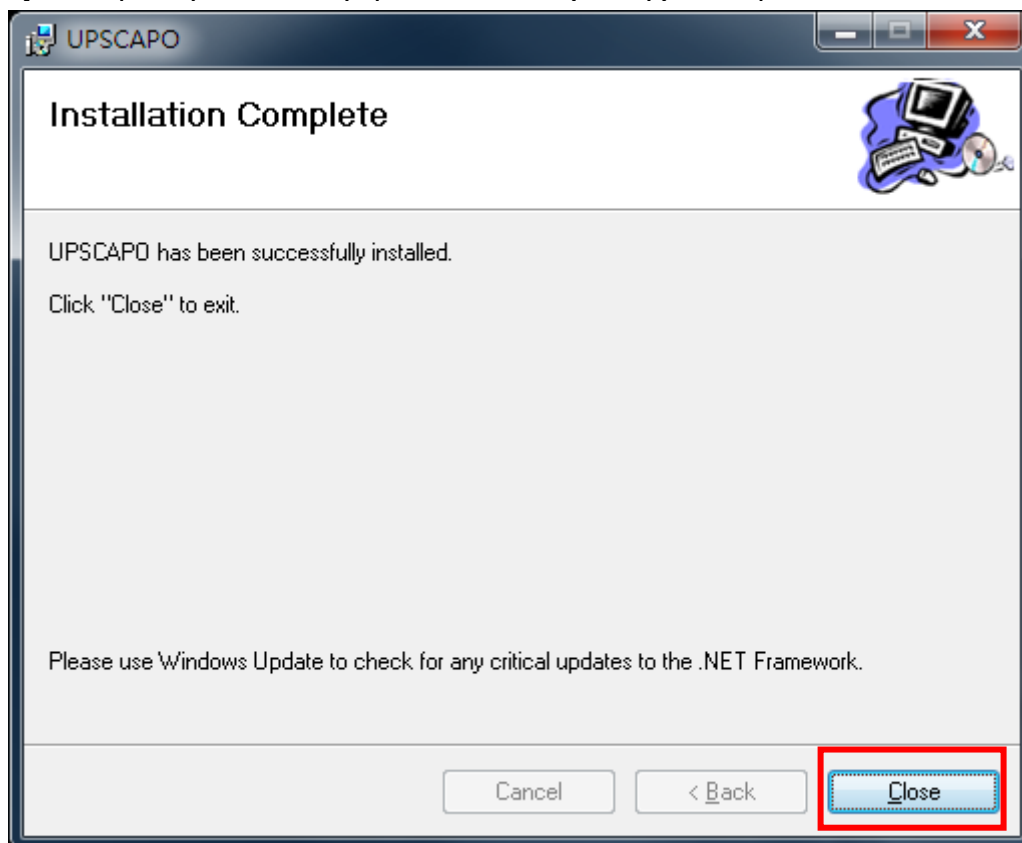 UPSCAPO
Installation Complete
UPSCAPO has been successfully installed.
Click "Close" to exit.
Please use Windows Update to check for any critical updates to the .NET Framework.
Cancel
< Back
Close